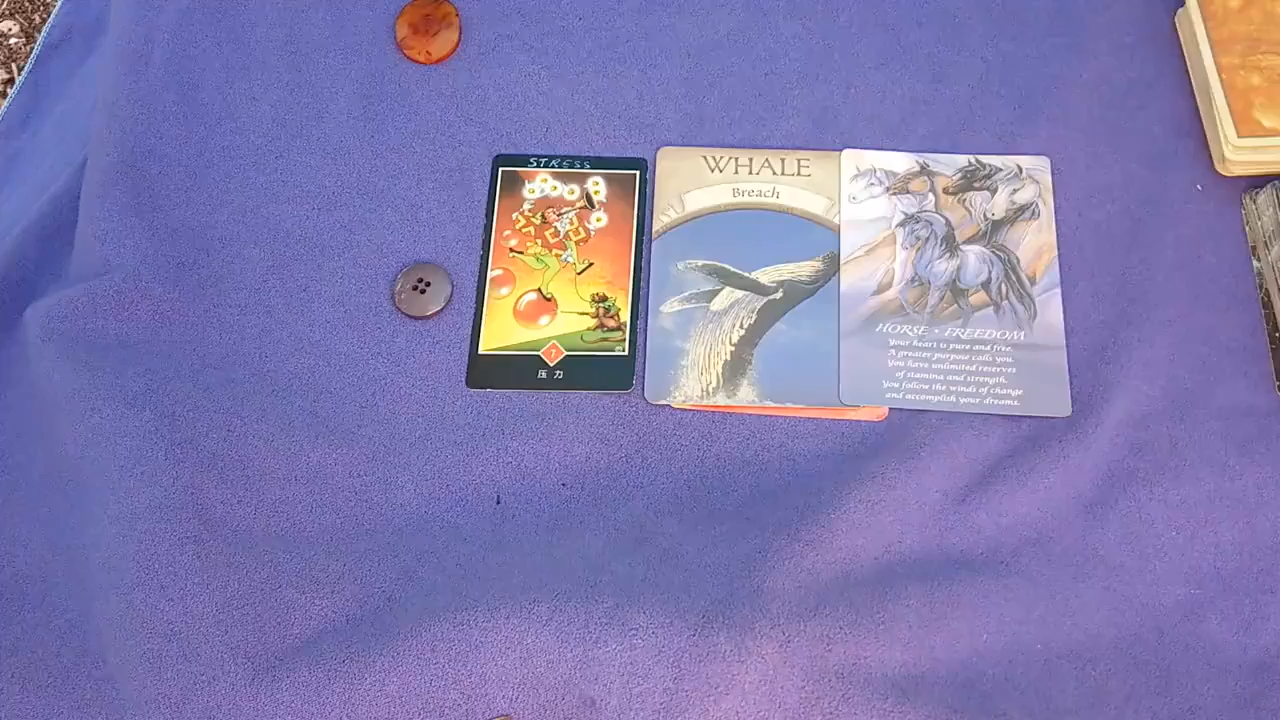 STRESS
7
压力
WHALE
Breach
HORSE • FREEDOM
Your heart is pure and free.
A greater purpose calls you.
You have unlimited reserves
of stamina and strength.
You follow the winds of change
and accomplish your dreams.